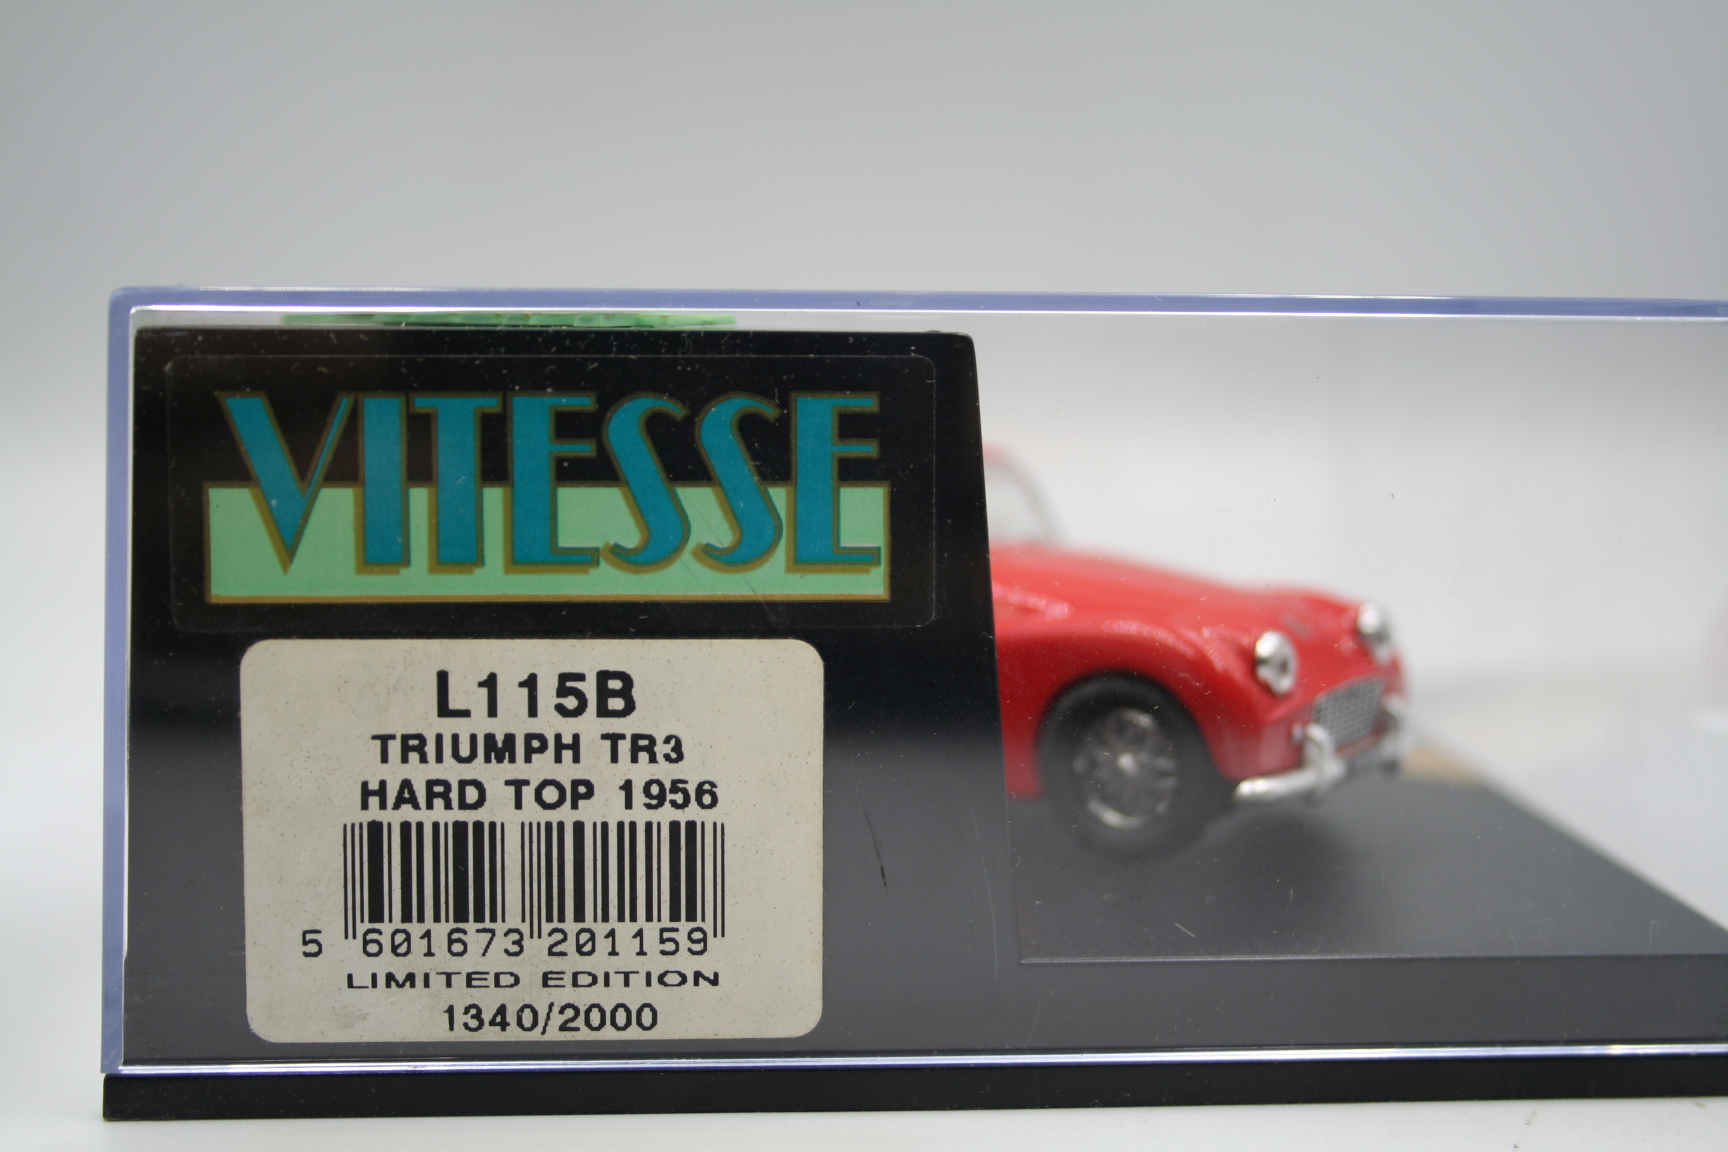 VITESSE
L115B
TRIUMPH TR3
HARD TOP 1956
5 601673 201159
LIMITED EDITION
1340/2000